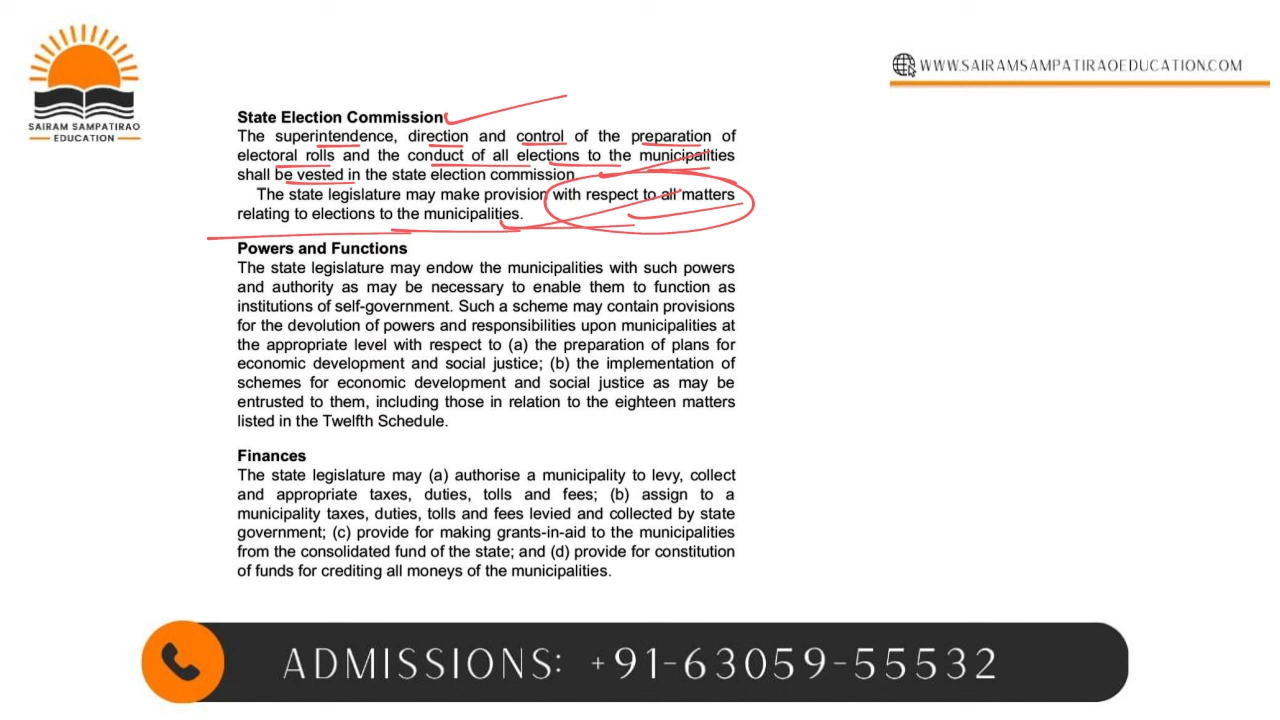 SAIRAM SAMPATIRAO
EDUCATION
WWW.SAIRAMSAMPATIRAOEDUCATION.COM
State Election Commission
The superintendence, direction and control of the preparation of
electoral rolls and the conduct of all elections to the municipalities
shall be vested in the state election commission.
The state legislature may make provision with respect to all matters
relating to elections to the municipalities.
Powers and Functions
The state legislature may endow the municipalities with such powers
and authority as may be necessary to enable them to function as
institutions of self-government. Such a scheme may contain provisions
for the devolution of powers and responsibilities upon municipalities at
the appropriate level with respect to (a) the preparation of plans for
economic development and social justice; (b) the implementation of
schemes for economic development and social justice as may be
entrusted to them, including those in relation to the eighteen matters
listed in the Twelfth Schedule.
Finances
The state legislature may (a) authorise a municipality to levy, collect
and appropriate taxes, duties, tolls and fees; (b) assign to a
municipality taxes, duties, tolls and fees levied and collected by state
government; (c) provide for making grants-in-aid to the municipalities
from the consolidated fund of the state; and (d) provide for constitution
of funds for crediting all moneys of the municipalities.
ADMISSIONS: +91-63059-55532